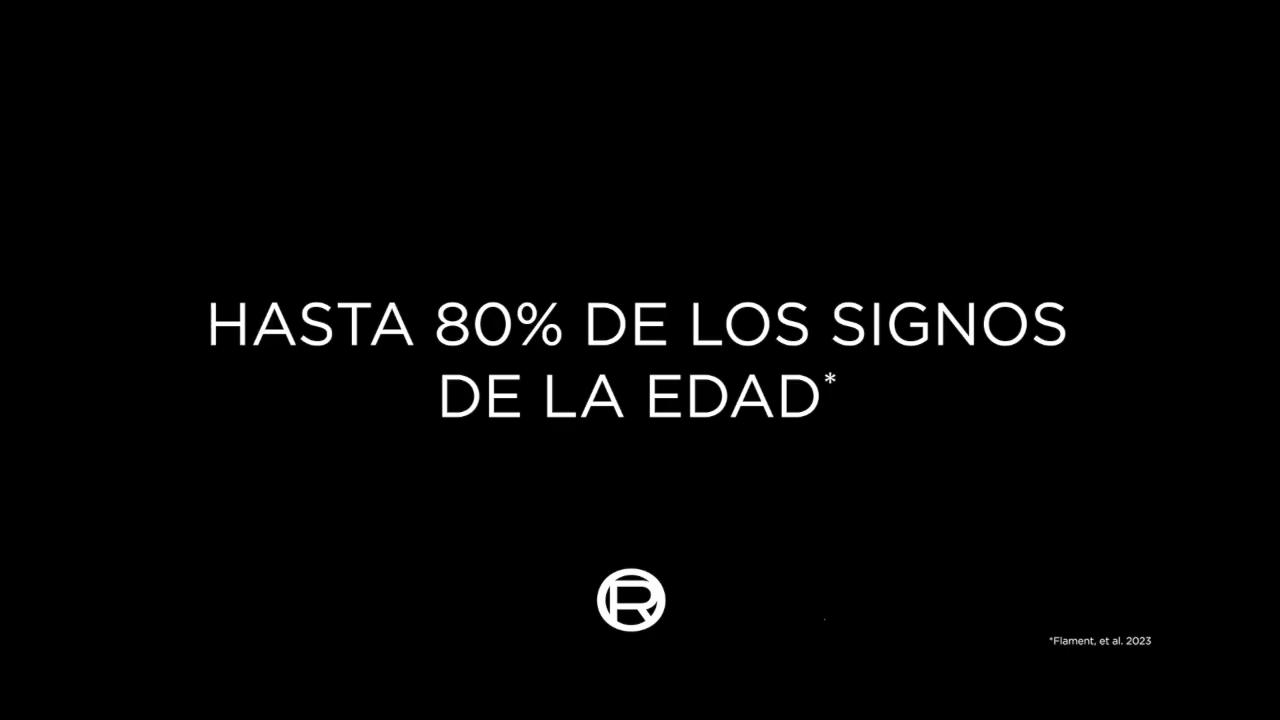 HASTA 80% DE LOS SIGNOS
DE LA EDAD*
R
*Flament, et al. 2023